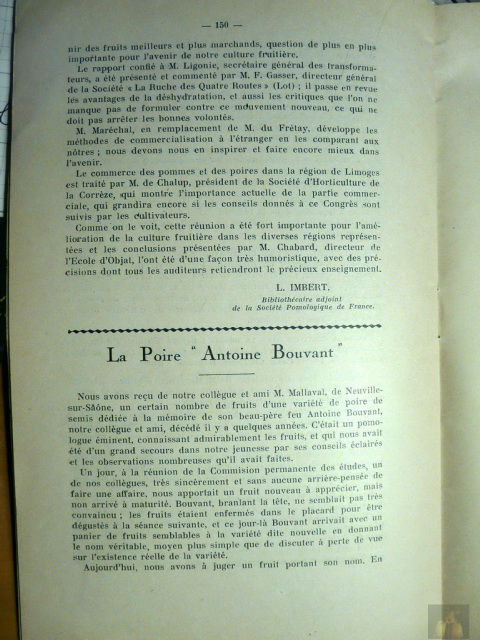 — 150 —
nir des fruits meilleurs et plus marchands, question de plus en plus
importante pour l'avenir de notre culture fruitière.
Le rapport confié à M. Ligonie, secrétaire général des transforma-
teurs, a été présenté et commenté par M. F. Gasser, directeur général
de la Société « La Ruche des Quatre Routes » (Lot) ; il passe en revue
les avantages de la déshydratation, et aussi les critiques que l'on ne
manque pas de formuler contre ce mouvement nouveau, ce qui ne
doit pas arrêter les bonnes volontés.
M. Maréchal, en remplacement de M. du Frétay, développe les
méthodes de commercialisation à l'étranger en les comparant aux
nôtres ; nous devons nous en inspirer et faire encore mieux dans
l'avenir.
Le commerce des pommes et des poires dans la région de Limoges
est traité par M. de Chalup, président de la Société d'Horticulture de
la Corrèze, qui montre l'importance actuelle de la partie commer-
ciale, qui grandira encore si les conseils donnés à ce Congrès sont
suivis par les cultivateurs.
Comme on le voit, cette réunion a été fort importante pour l'amé-
lioration de la culture fruitière dans les diverses régions représen-
tées et les conclusions présentées par M. Chabard, directeur de
l'Ecole d'Objat, l'ont été d'une façon très humoristique, avec des pré-
cisions dont tous les auditeurs retiendront le précieux enseignement.
L. IMBERT,
Bibliothécaire adjoint
de la Société Pomologique de France.
La Poire " Antoine Bouvant "
Nous avons reçu de notre collègue et ami M. Mallaval, de Neuville-
sur-Saône, un certain nombre de fruits d'une variété de poire de
semis dédiée à la mémoire de son beau-père feu Antoine Bouvant,
notre collègue et ami, décédé il y a quelques années. C'était un pomo-
logue éminent, connaissant admirablement les fruits, et qui nous avait
été d'un grand secours dans notre jeunesse par ses conseils éclairés
et les observations nombreuses qu'il avait faites.
Un jour, à la réunion de la Commision permanente des études, un
de nos collègues, très sincèrement et sans aucune arrière-pensée de
faire une affaire, nous apportait un fruit nouveau à apprécier, mais
non arrivé à maturité. Bouvant, branlant la tête, ne semblait pas très
convaincu ; les fruits étaient enfermés dans le placard pour être
dégustés à la séance suivante, et ce jour-là Bouvant arrivait avec un
panier de fruits semblables à la variété dite nouvelle en donnant
le nom véritable, moyen plus simple que de discuter à perte de vue
sur l'existence réelle de la variété.
Aujourd'hui, nous avons à juger un fruit portant son nom. En